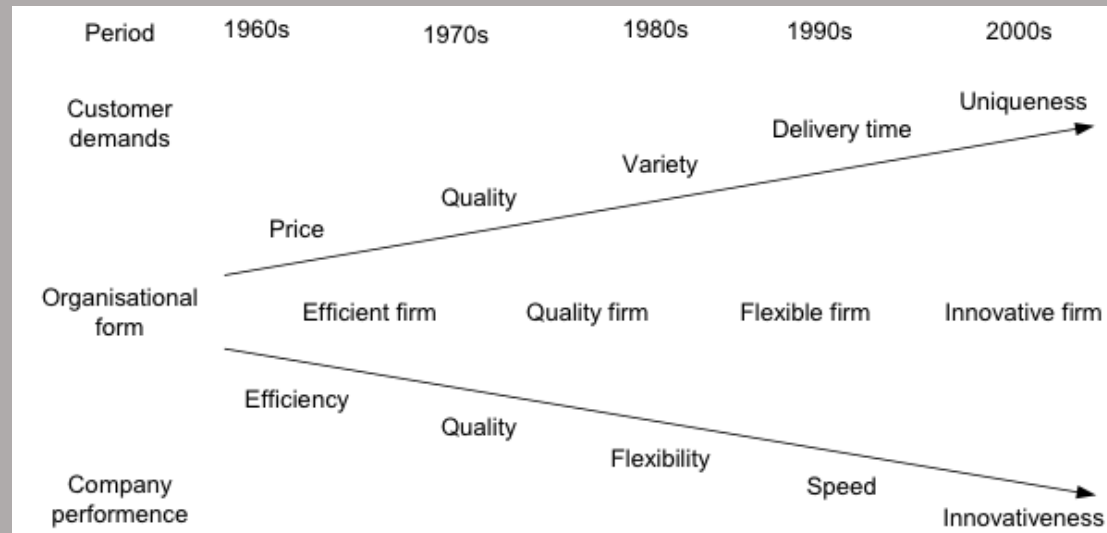 Period 1960s 1970s 1980s 1990s 2000s
Uniqueness
Customer
demands
Delivery time
Variety
Quality
Price
Organisational
form
Efficient firm Quality firm Flexible firm Innovative firm
Efficiency
Quality
Flexibility
Speed
Company
performence
Innovativeness